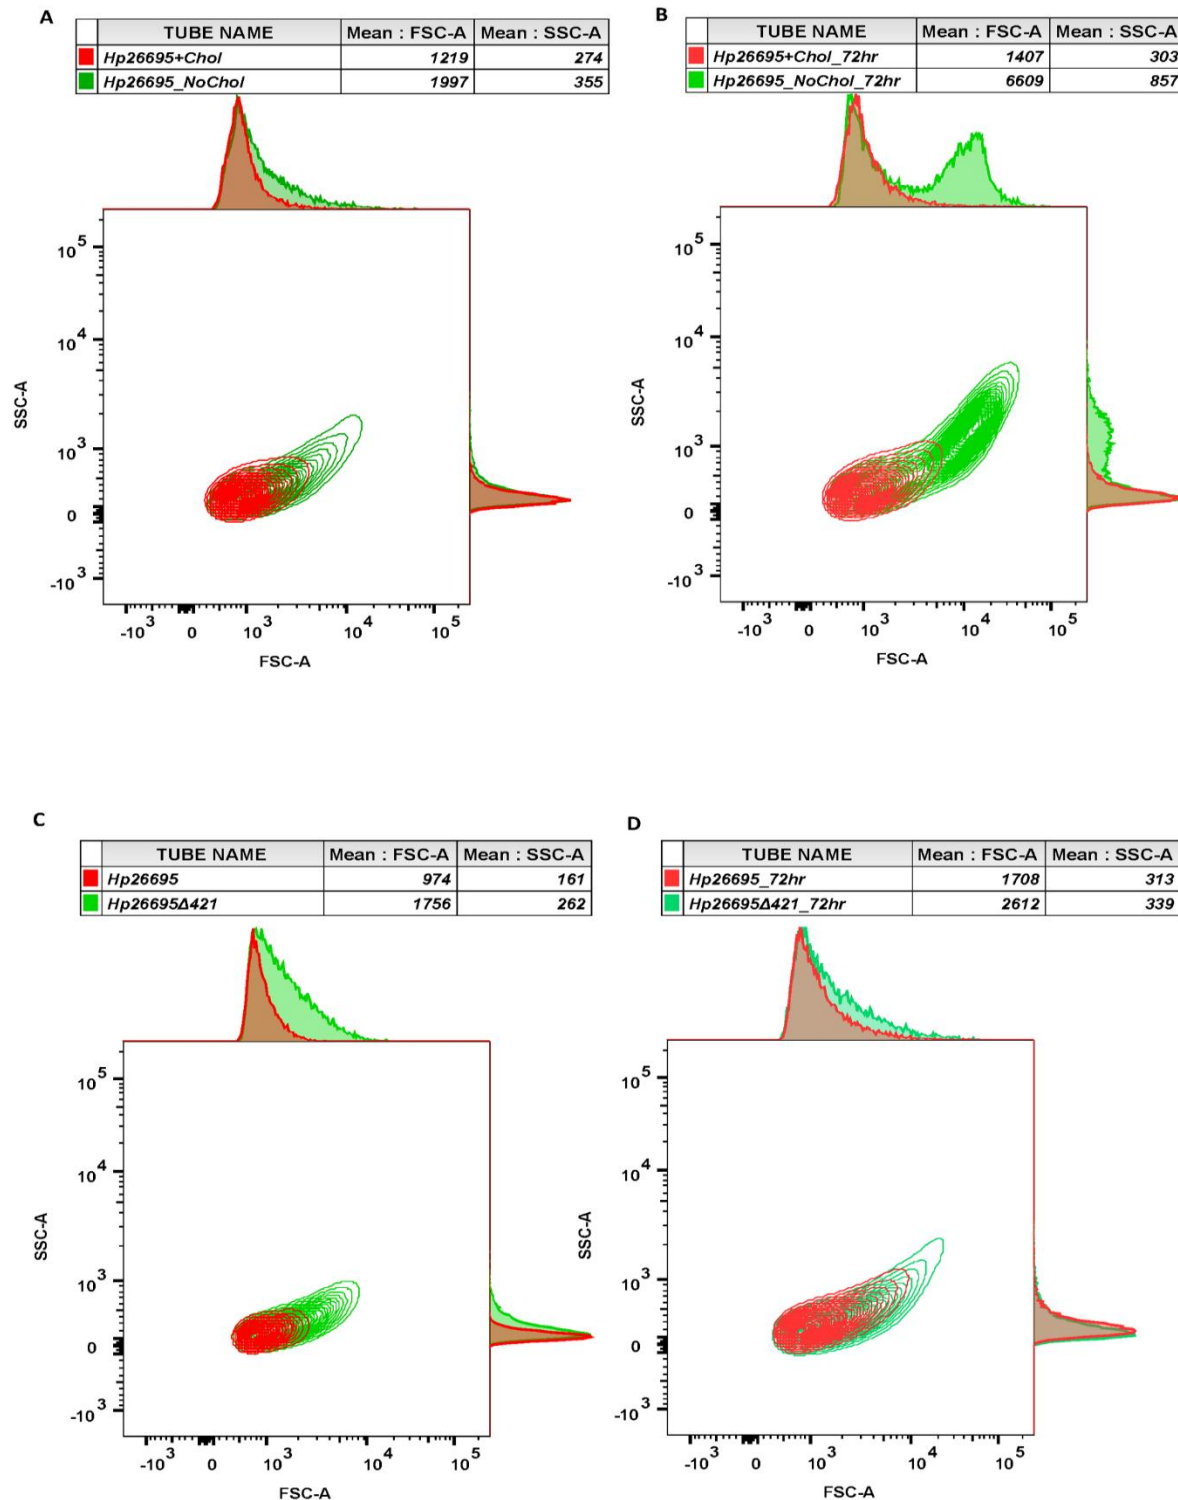 A
TUBE NAME Mean : FSC-A Mean : SSC-A
Hp26695+Chol 1219 274
Hp26695_NoChol 1997 355
10^5
10^4
10^3
0
-10^3
SSC-A
-10^3 0 10^3 10^4 10^5
FSC-A
B
TUBE NAME Mean : FSC-A Mean : SSC-A
Hp26695+Chol_72hr 1407 303
Hp26695_NoChol_72hr 6609 857
10^5
10^4
10^3
0
-10^3
SSC-A
-10^3 0 10^3 10^4 10^5
FSC-A
C
TUBE NAME Mean : FSC-A Mean : SSC-A
Hp26695 974 161
Hp26695Δ421 1756 262
10^5
10^4
10^3
0
-10^3
SSC-A
-10^3 0 10^3 10^4 10^5
FSC-A
D
TUBE NAME Mean : FSC-A Mean : SSC-A
Hp26695_72hr 1708 313
Hp26695Δ421_72hr 2612 339
10^5
10^4
10^3
0
-10^3
SSC-A
-10^3 0 10^3 10^4 10^5
FSC-A